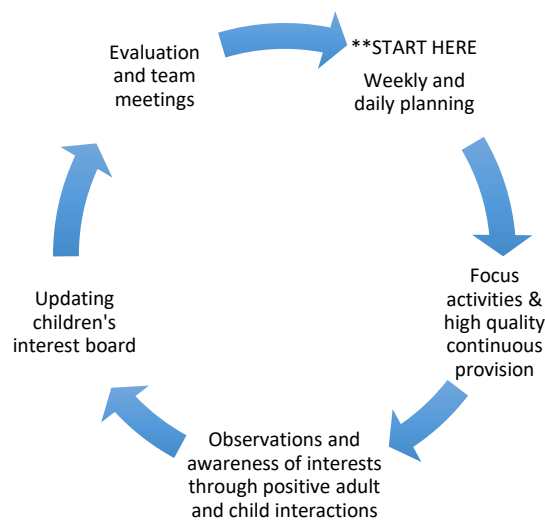 **START HERE
Weekly and
daily planning
Focus
activities &
high quality
continuous
provision
Observations and
awareness of interests
through positive adult
and child interactions
Updating
children's
interest board
Evaluation
and team
meetings